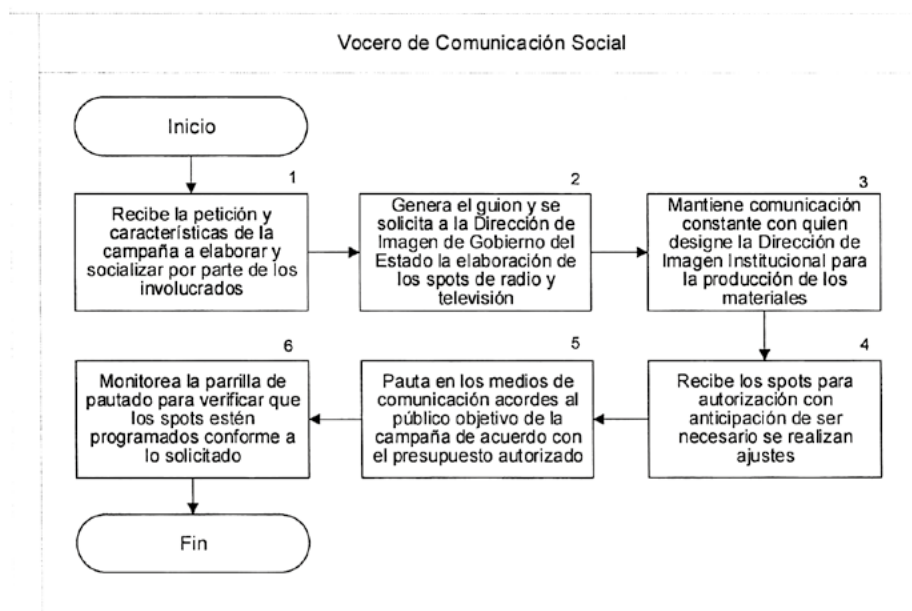 Vocero de Comunicación Social
Inicio
1
Recibe la petición y
características de la
campaña a elaborar y
socializar por parte de los
involucrados
2
Genera el guion y se
solicita a la Dirección de
Imagen de Gobierno del
Estado la elaboración de
los spots de radio y
televisión
3
Mantiene comunicación
constante con quien
designe la Dirección de
Imagen Institucional para
la producción de los
materiales
4
Recibe los spots para
autorización con
anticipación de ser
necesario se realizan
ajustes
5
Pauta en los medios de
comunicación acordes al
público objetivo de la
campaña de acuerdo con
el presupuesto autorizado
6
Monitorea la parrilla de
pautado para verificar que
los spots estén
programados conforme a
lo solicitado
Fin